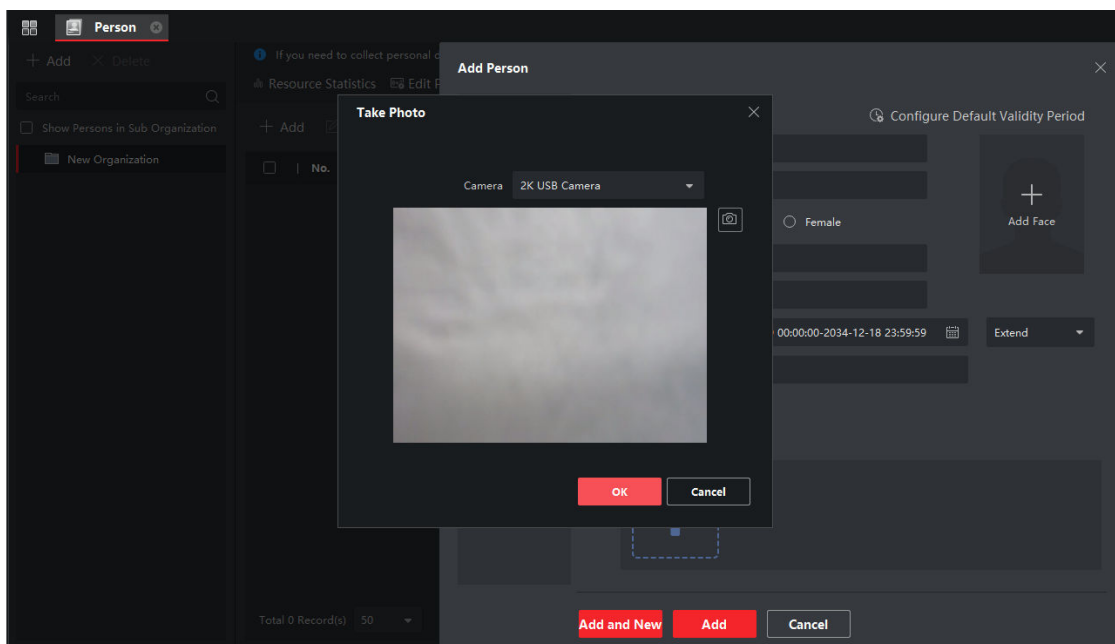 Person
Add
Delete
Search
Show Persons in Sub Organization
New Organization
If you need to collect personal
Resource Statistics
Edit
Add
No.
Total 0 Record(s) 50
Add Person
Configure Default Validity Period
Add Face
Female
00:00:00-2034-12-18 23:59:59
Extend
Take Photo
Camera 2K USB Camera
OK
Cancel
Add and New
Add
Cancel